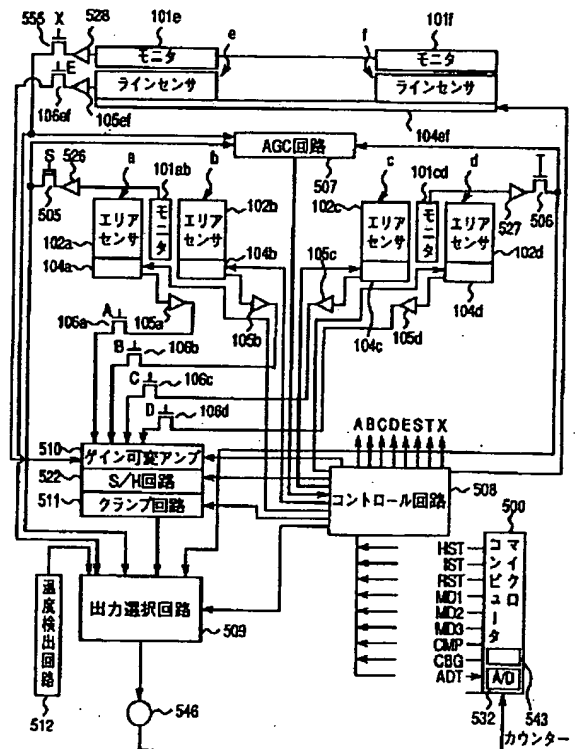 555
X
528
101e
101f
モニタ
モニタ
e
f
E
ラインセンサ
ラインセンサ
106ef
105ef
104ef
AGC回路
507
S
526
505
101ab
a
b
モニタ
エリア
センサ
エリア
センサ
102a
102b
104a
104b
101cd
c
d
モニタ
エリア
センサ
エリア
センサ
102c
102d
104c
104d
527
T
506
105a
105b
105c
105d
A
106a
B
106b
C
106c
D
106d
510
ゲイン可変アンプ
522
S/H回路
511
クランプ回路
ABCDESTX
コントロール回路
508
500
マイクロ
コンピュータ
HST
IST
RST
MD1
MD2
MD3
CMP
CBG
ADT
A/D
532
543
カウンター
温度検出回路
512
出力選択回路
509
546